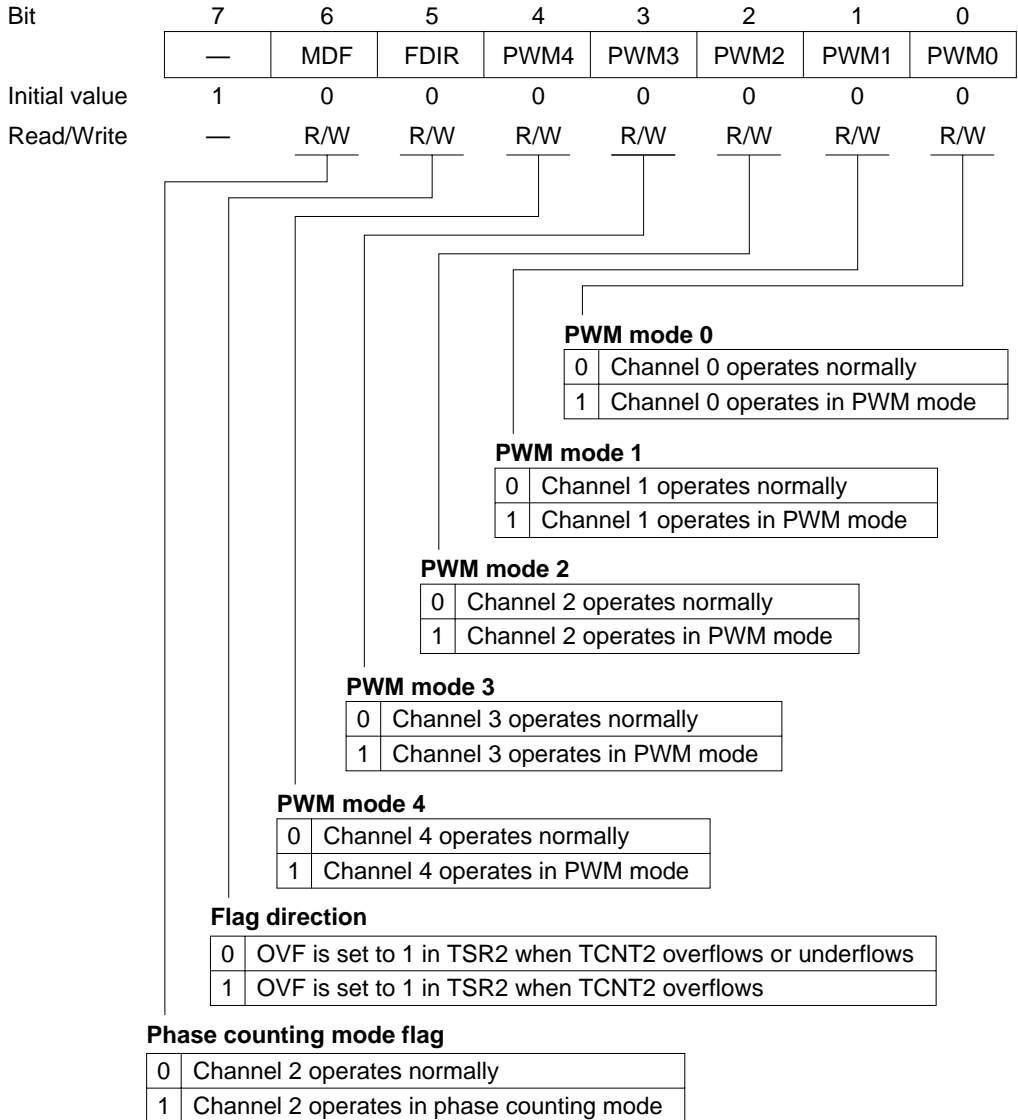 Bit 7 6 5 4 3 2 1 0
— MDF FDIR PWM4 PWM3 PWM2 PWM1 PWM0
Initial value 1 0 0 0 0 0 0 0
Read/Write — R/W R/W R/W R/W R/W R/W R/W
PWM mode 0
0 Channel 0 operates normally
1 Channel 0 operates in PWM mode
PWM mode 1
0 Channel 1 operates normally
1 Channel 1 operates in PWM mode
PWM mode 2
0 Channel 2 operates normally
1 Channel 2 operates in PWM mode
PWM mode 3
0 Channel 3 operates normally
1 Channel 3 operates in PWM mode
PWM mode 4
0 Channel 4 operates normally
1 Channel 4 operates in PWM mode
Flag direction
0 OVF is set to 1 in TSR2 when TCNT2 overflows or underflows
1 OVF is set to 1 in TSR2 when TCNT2 overflows
Phase counting mode flag
0 Channel 2 operates normally
1 Channel 2 operates in phase counting mode